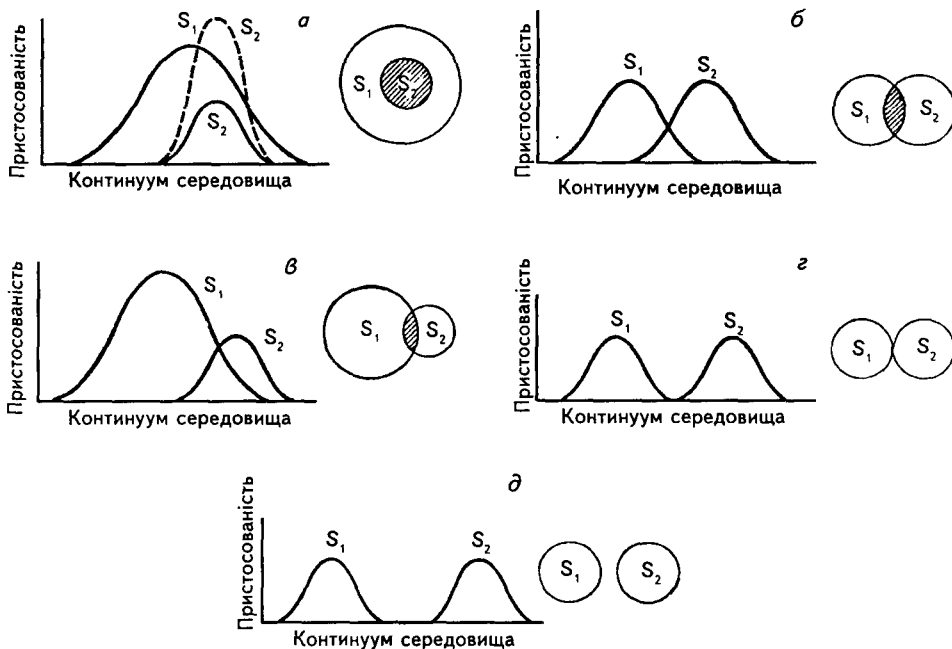 а
S₁
S₂
S₂
Пристосованість
Континуум середовища
S₁
S₂
б
S₁
S₂
Пристосованість
Континуум середовища
S₁
S₂
в
S₁
S₂
Пристосованість
Континуум середовища
S₁
S₂
г
S₁
S₂
Пристосованість
Континуум середовища
S₁
S₂
д
S₁
S₂
Пристосованість
Континуум середовища
S₁
S₂